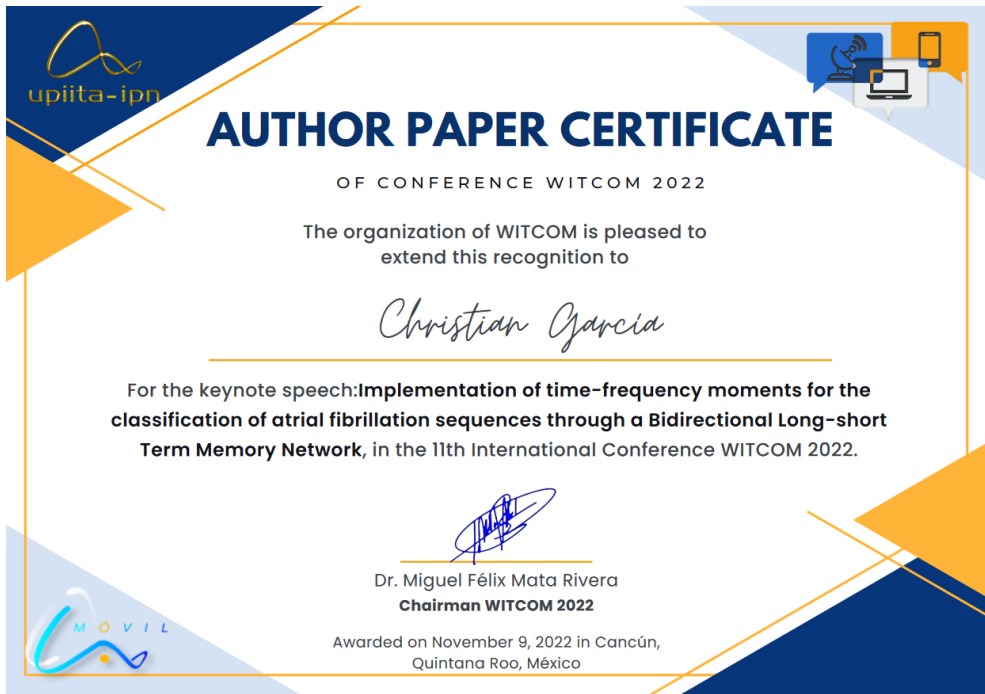 upiita-ipn
AUTHOR PAPER CERTIFICATE
OF CONFERENCE WITCOM 2022
The organization of WITCOM is pleased to
extend this recognition to
Christian García
For the keynote speech:Implementation of time-frequency moments for the
classification of atrial fibrillation sequences through a Bidirectional Long-short
Term Memory Network, in the 11th International Conference WITCOM 2022.
Dr. Miguel Félix Mata Rivera
Chairman WITCOM 2022
Awarded on November 9, 2022 in Cancún,
Quintana Roo, México
MÓVIL